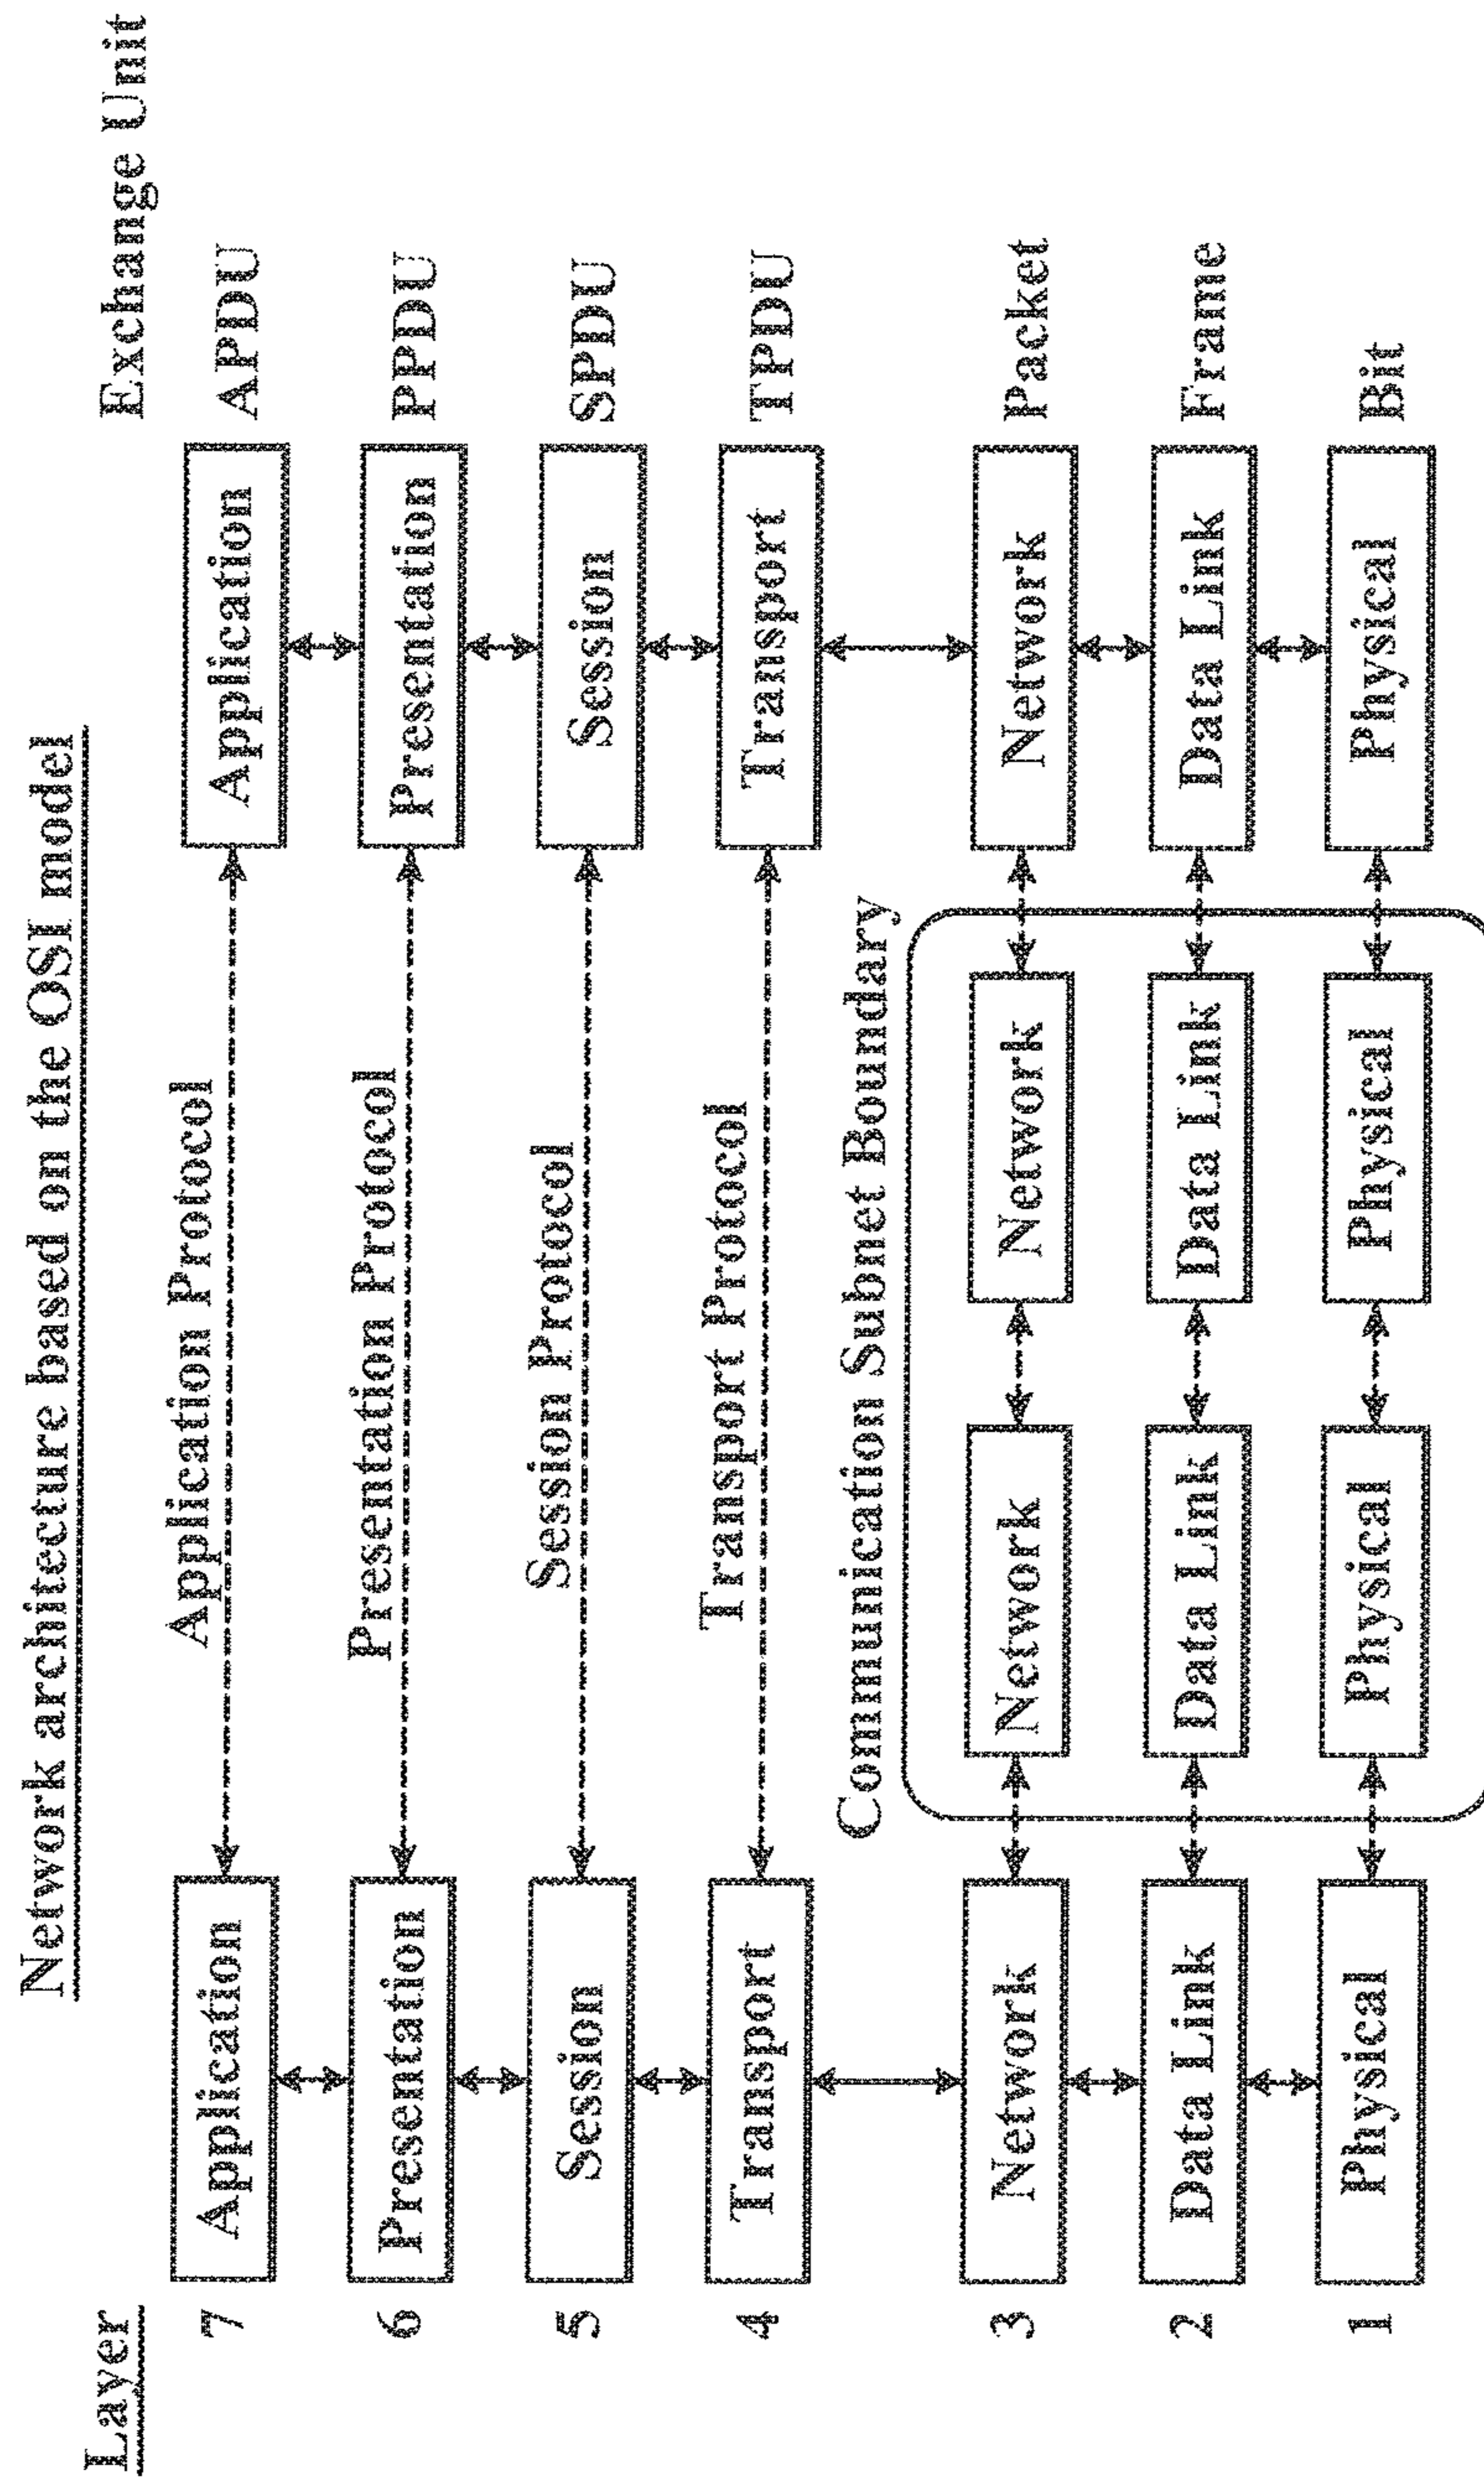 Network architecture based on the OSI model
Layer
Exchange Unit
7
Application
Application Protocol
Application
APDU
6
Presentation
Presentation Protocol
Presentation
PPDU
5
Session
Session Protocol
Session
SPDU
4
Transport
Transport Protocol
Transport
TPDU
Communication Subnet Boundary
3
Network
Network
Network
Network
Packet
2
Data Link
Data Link
Data Link
Data Link
Frame
1
Physical
Physical
Physical
Physical
Bit